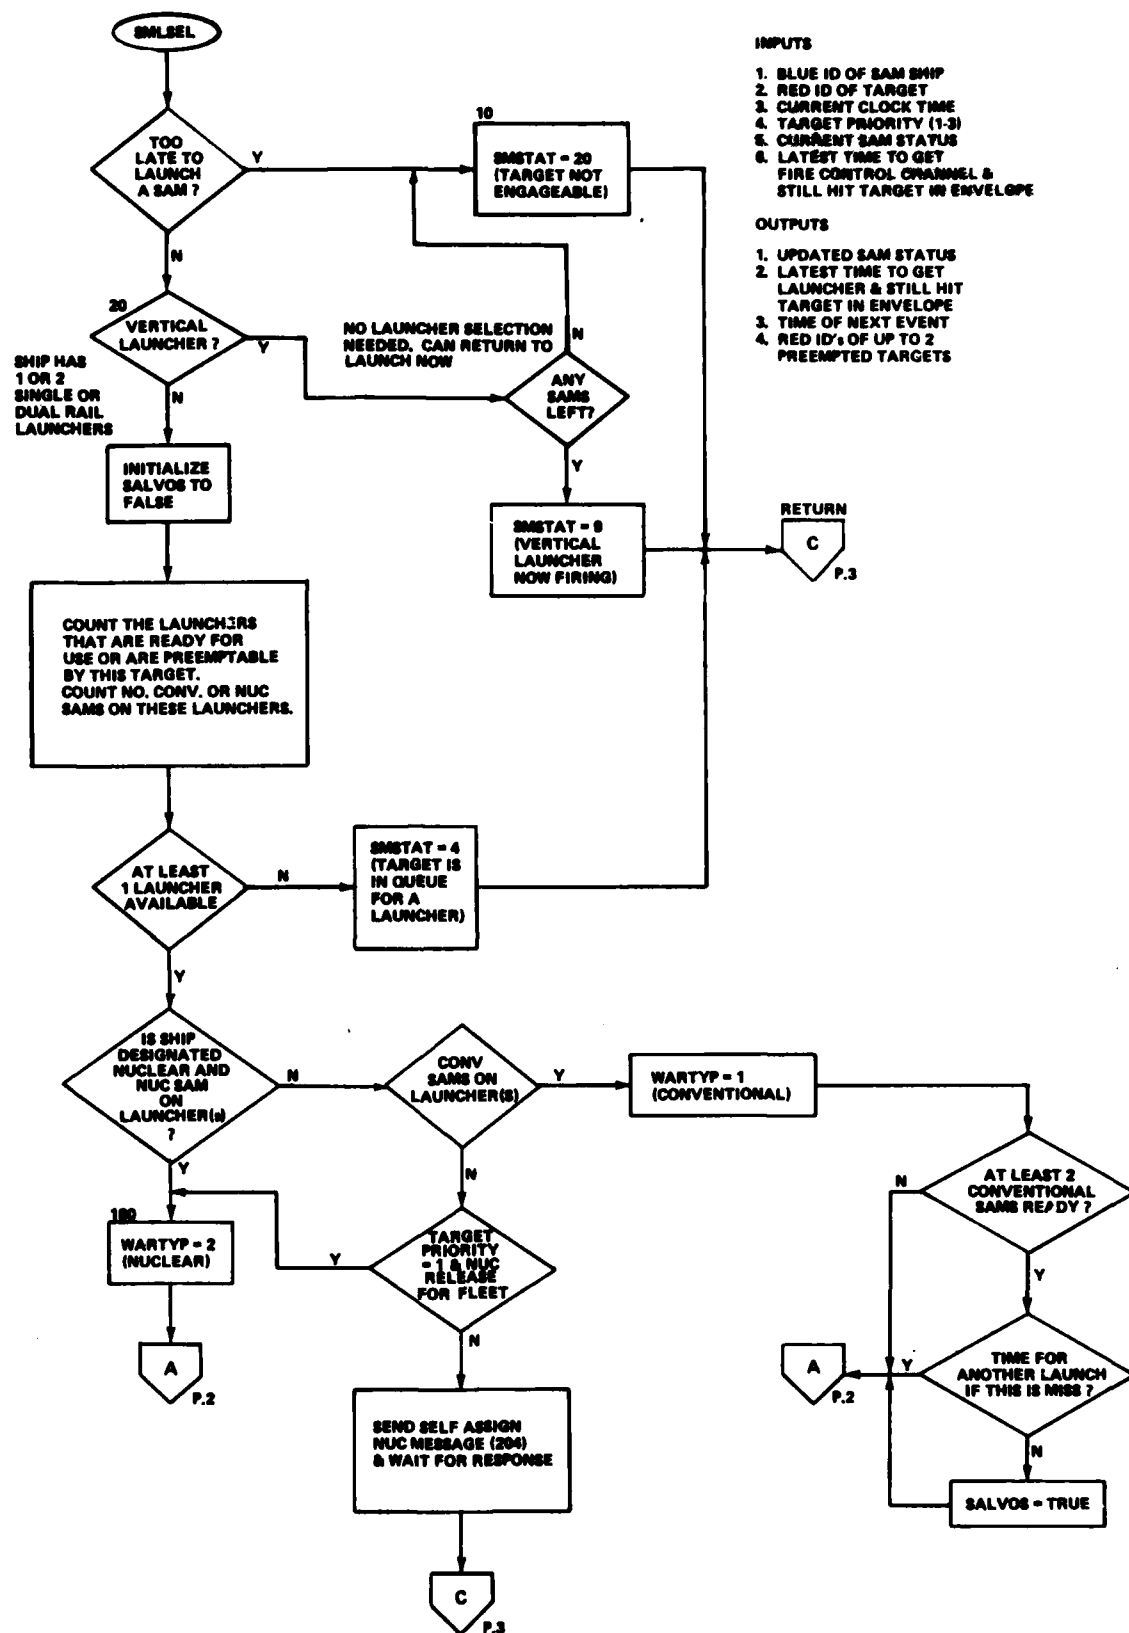 SMLSEL
TOO
LATE TO
LAUNCH
A SAM ?
Y
N
10
SMSTAT = 20
(TARGET NOT
ENGAGEABLE)
INPUTS
1. BLUE ID OF SAM SHIP
2. RED ID OF TARGET
3. CURRENT CLOCK TIME
4. TARGET PRIORITY (1-3)
5. CURRENT SAM STATUS
6. LATEST TIME TO GET
FIRE CONTROL CHANNEL &
STILL HIT TARGET IN ENVELOPE
OUTPUTS
1. UPDATED SAM STATUS
2. LATEST TIME TO GET
LAUNCHER & STILL HIT
TARGET IN ENVELOPE
3. TIME OF NEXT EVENT
4. RED ID's OF UP TO 2
PREEMPTED TARGETS
20
VERTICAL
LAUNCHER ?
Y
N
NO LAUNCHER SELECTION
NEEDED. CAN RETURN TO
LAUNCH NOW
N
ANY
SAMS
LEFT?
Y
SHIP HAS
1 OR 2
SINGLE OR
DUAL RAIL
LAUNCHERS
INITIALIZE
SALVOS TO
FALSE
SMSTAT = 9
(VERTICAL
LAUNCHER
NOW FIRING)
RETURN
C
P.3
COUNT THE LAUNCHERS
THAT ARE READY FOR
USE OR ARE PREEMPTABLE
BY THIS TARGET.
COUNT NO. CONV. OR NUC
SAMS ON THESE LAUNCHERS.
AT LEAST
1 LAUNCHER
AVAILABLE
N
Y
SMSTAT = 4
(TARGET IS
IN QUEUE
FOR A
LAUNCHER)
IS SHIP
DESIGNATED
NUCLEAR AND
NUC SAM
ON
LAUNCHER(s)
?
N
Y
CONV
SAMS ON
LAUNCHER(S)
Y
N
WARTYP = 1
(CONVENTIONAL)
AT LEAST 2
CONVENTIONAL
SAMS READY ?
N
Y
180
WARTYP = 2
(NUCLEAR)
A
P.2
TARGET
PRIORITY
= 1 & NUC
RELEASE
FOR FLEET
Y
N
TIME FOR
ANOTHER LAUNCH
IF THIS IS MISS ?
Y
N
A
P.2
SALVOS = TRUE
SEND SELF ASSIGN
NUC MESSAGE (204)
& WAIT FOR RESPONSE
C
P.3